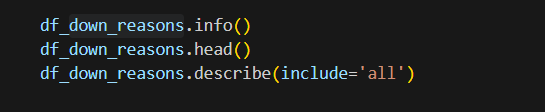 df_down_reasons.info()
df_down_reasons.head()
df_down_reasons.describe(include='all')